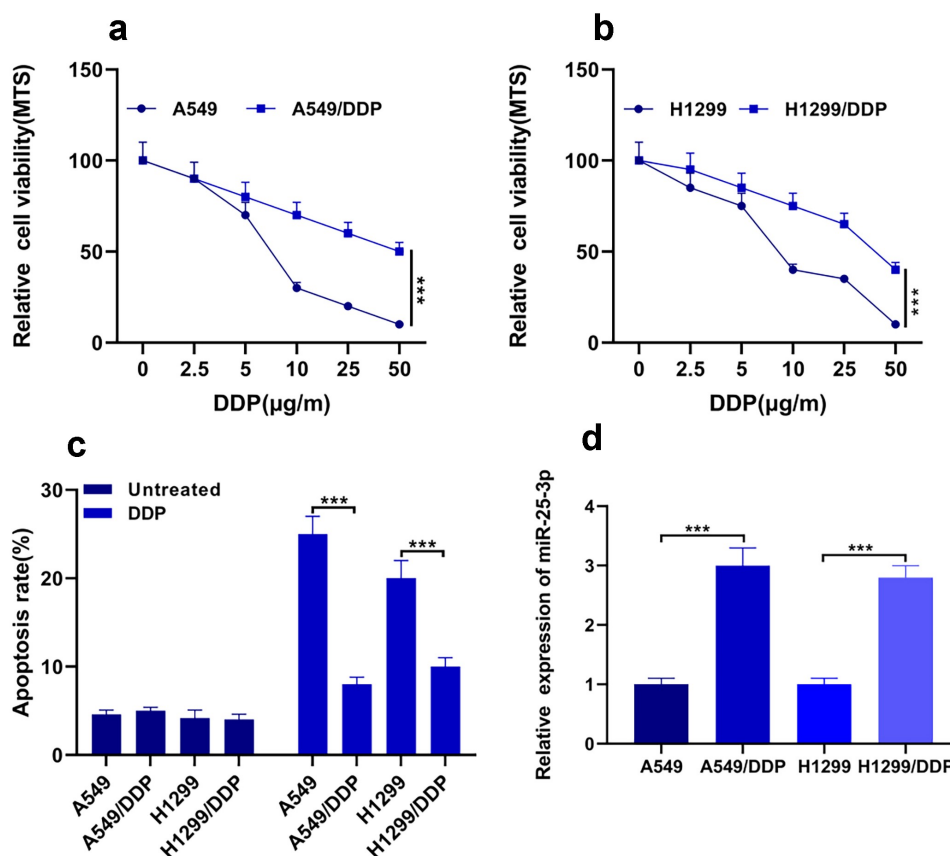 a
Relative cell viability(MTS)
150
100
50
0
A549
A549/DDP
***
0 2.5 5 10 25 50
DDP(µg/m)
b
Relative cell viability(MTS)
150
100
50
0
H1299
H1299/DDP
***
0 2.5 5 10 25 50
DDP(µg/m)
c
Apoptosis rate(%)
30
20
10
0
Untreated
DDP
***
***
A549
A549/DDP
H1299
H1299/DDP
A549
A549/DDP
H1299
H1299/DDP
d
Relative expression of miR-25-3p
4
3
2
1
0
***
***
A549
A549/DDP
H1299
H1299/DDP